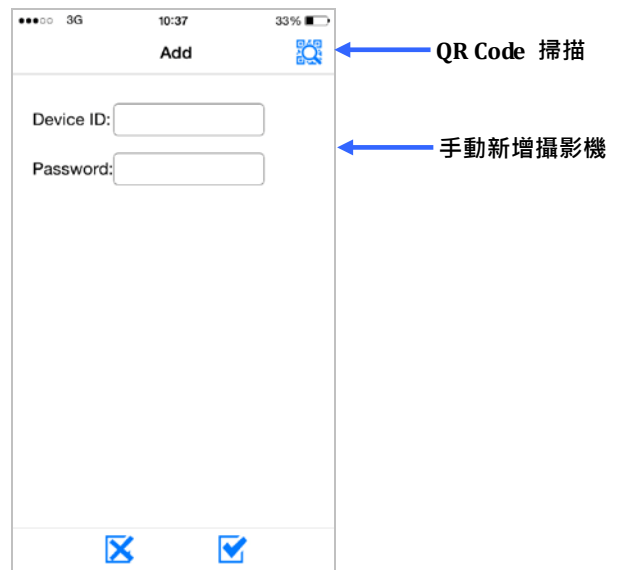 ●●●○○ 3G 10:37 33%
Add
QR Code 掃描
Device ID:
手動新增攝影機
Password: